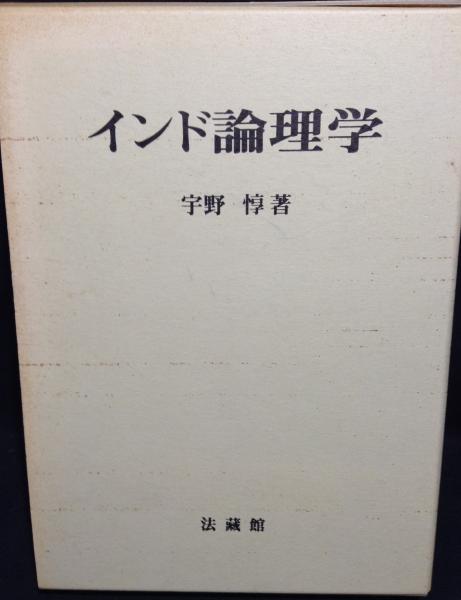 インド論理学
宇野 惇著
法藏館